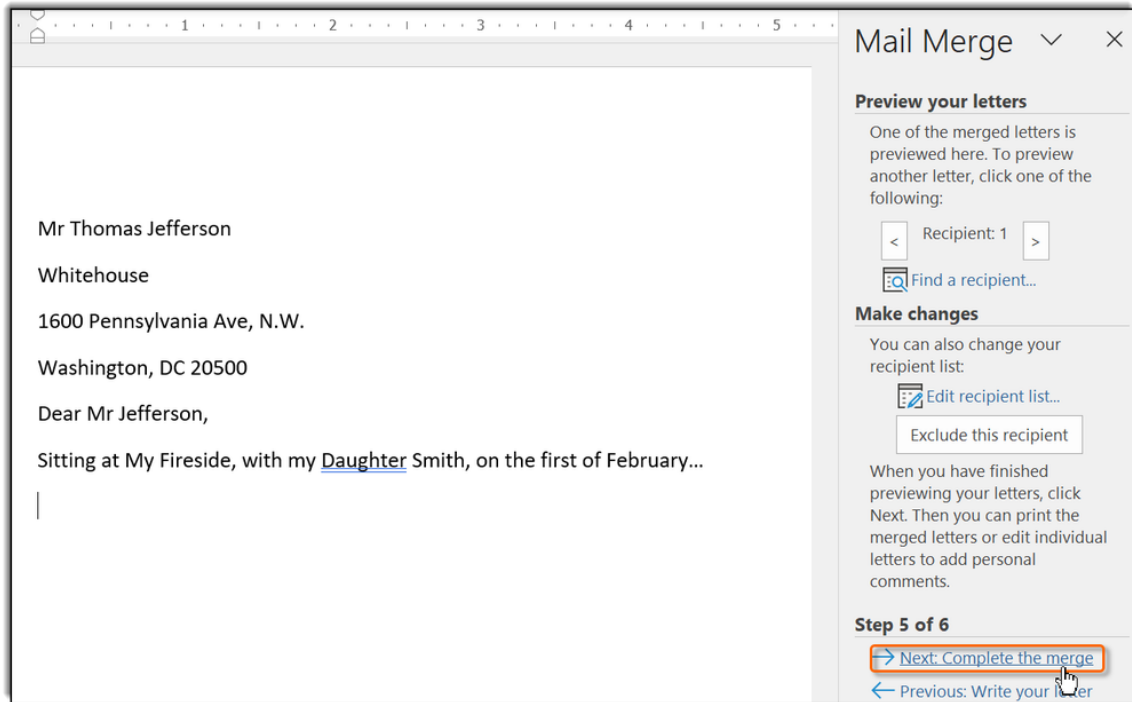 1 2 3 4 5
Mr Thomas Jefferson
Whitehouse
1600 Pennsylvania Ave, N.W.
Washington, DC 20500
Dear Mr Jefferson,
Sitting at My Fireside, with my Daughter Smith, on the first of February...
Mail Merge
Preview your letters
One of the merged letters is
previewed here. To preview
another letter, click one of the
following:
< Recipient: 1 >
Find a recipient...
Make changes
You can also change your
recipient list:
Edit recipient list...
Exclude this recipient
When you have finished
previewing your letters, click
Next. Then you can print the
merged letters or edit individual
letters to add personal
comments.
Step 5 of 6
Next: Complete the merge
Previous: Write your letter